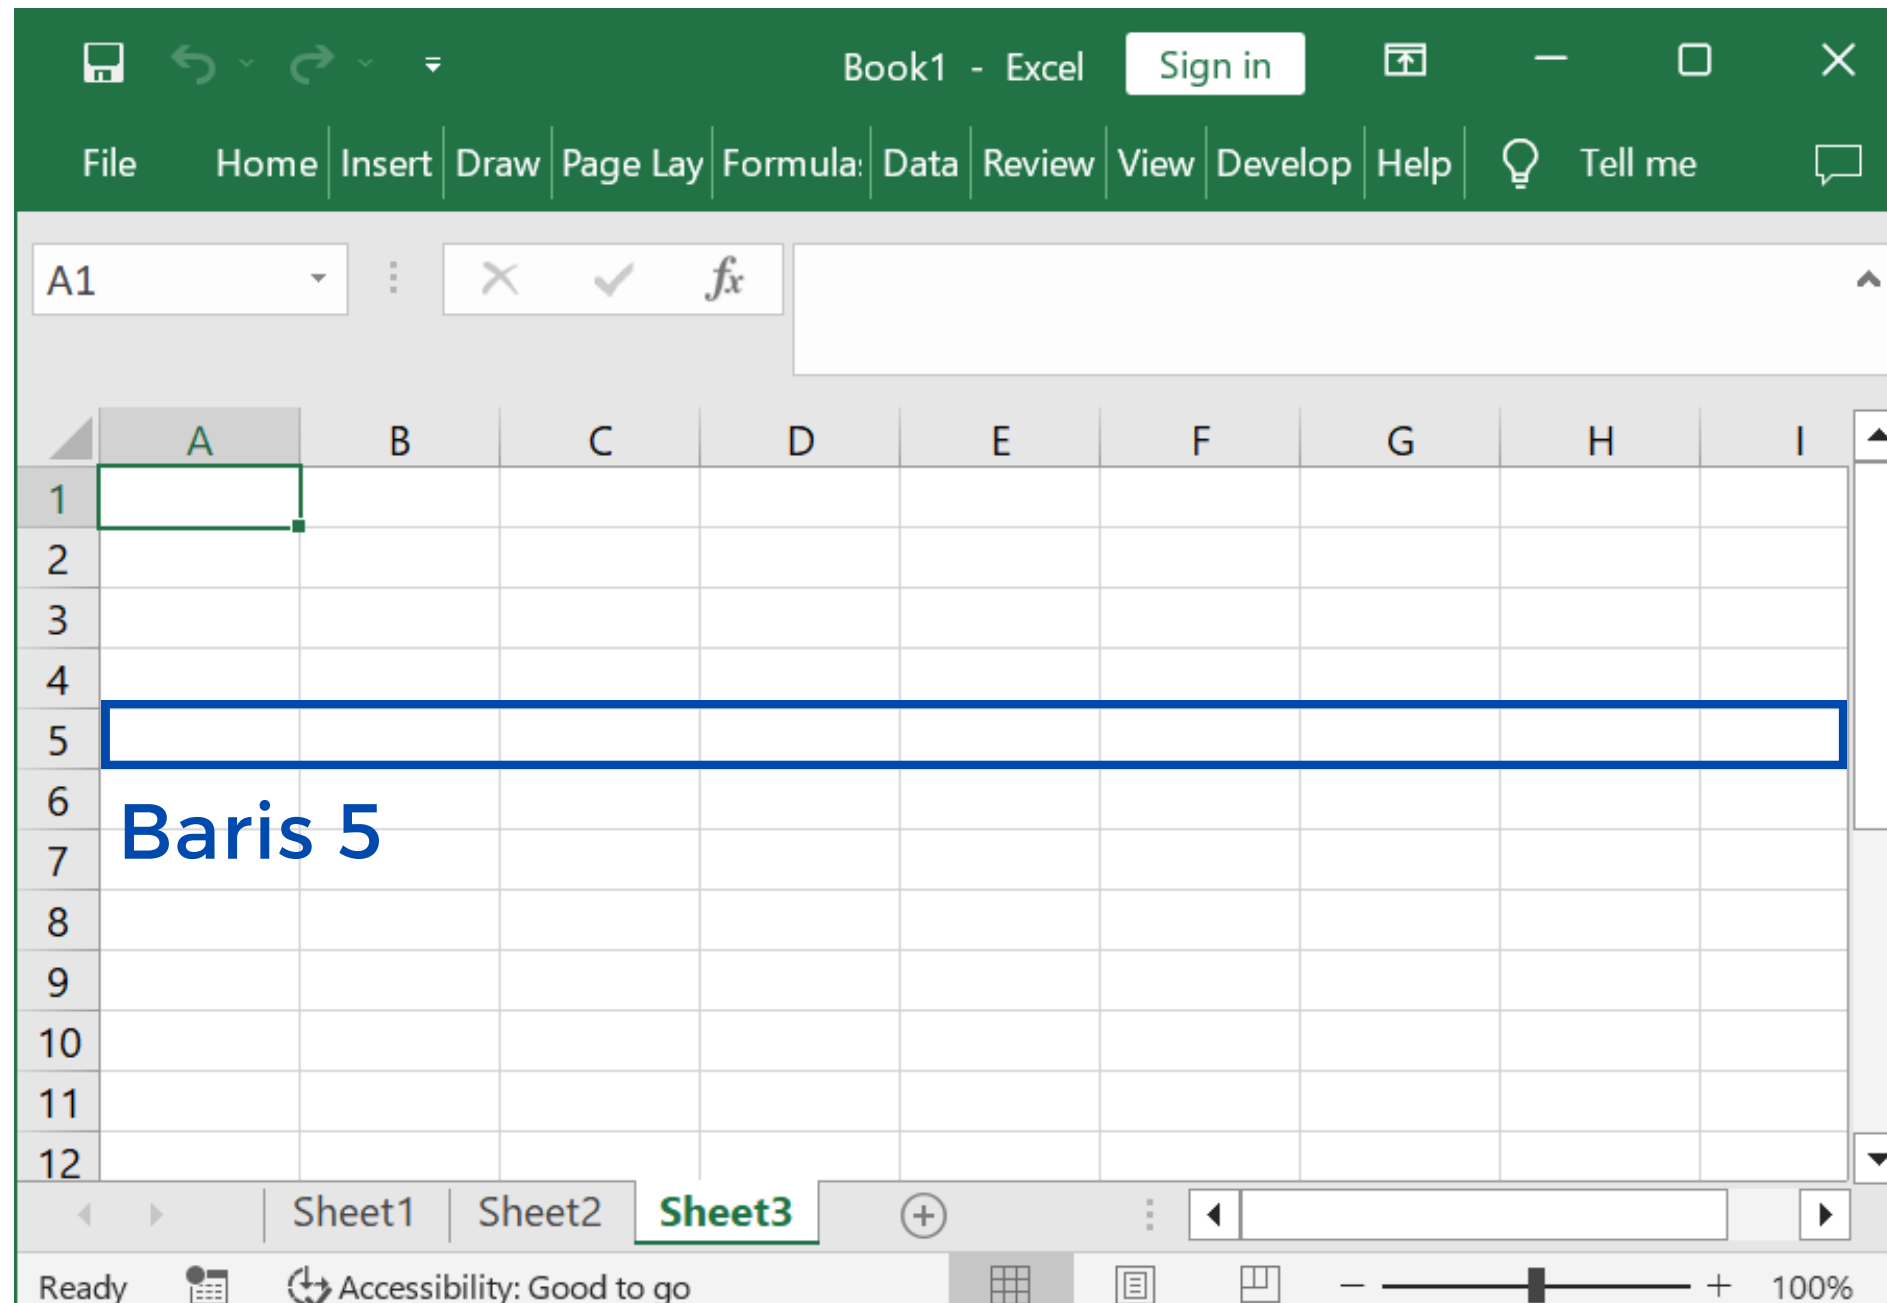 Book1 - Excel Sign in
File Home Insert Draw Page Lay Formula: Data Review View Develop Help Tell me
A1 fx
A B C D E F G H I
1
2
3
4
5
6
Baris 5
7
8
9
10
11
12
Sheet1 Sheet2 Sheet3
Ready Accessibility: Good to go 100%